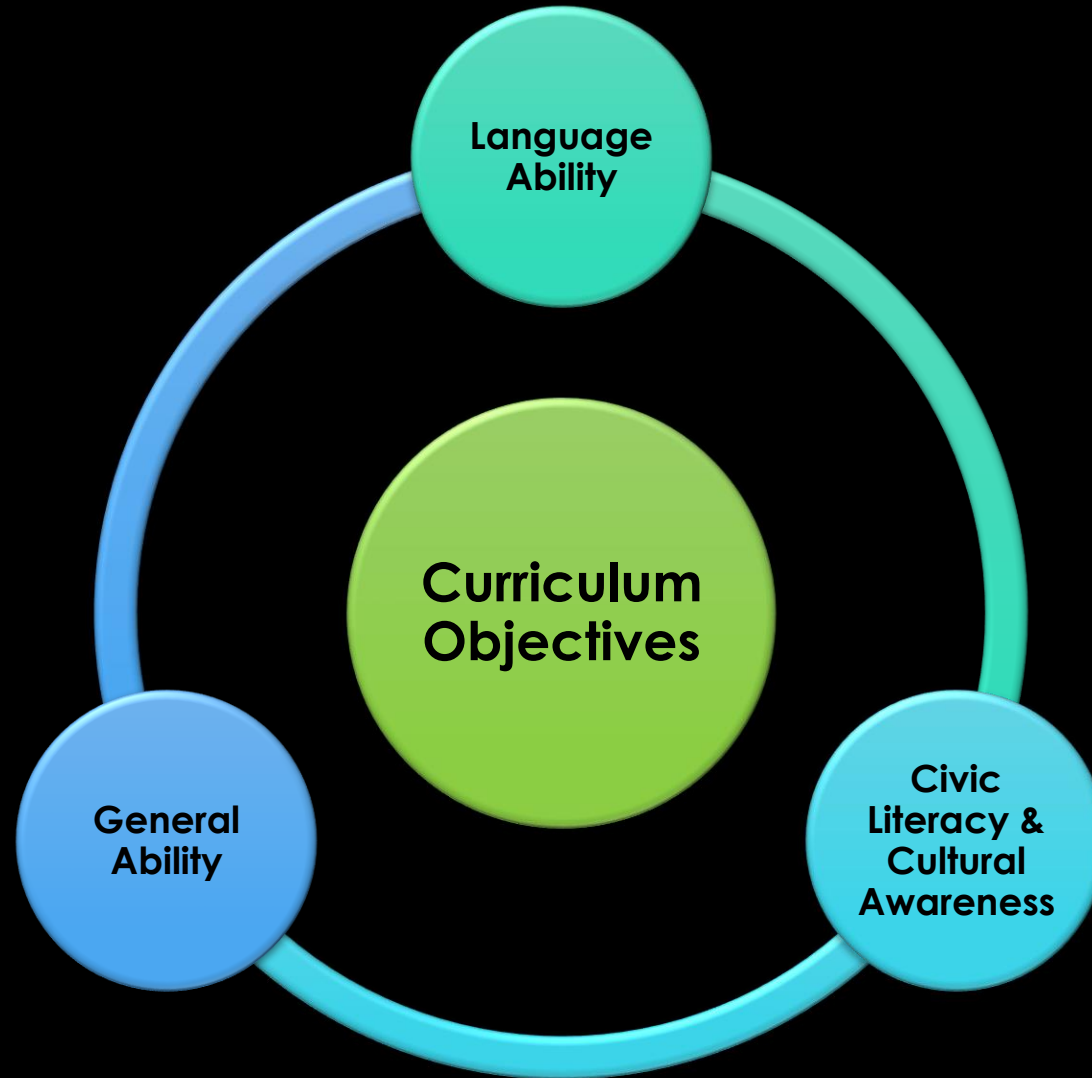 Language
Ability
Curriculum
Objectives
General
Ability
Civic
Literacy &
Cultural
Awareness